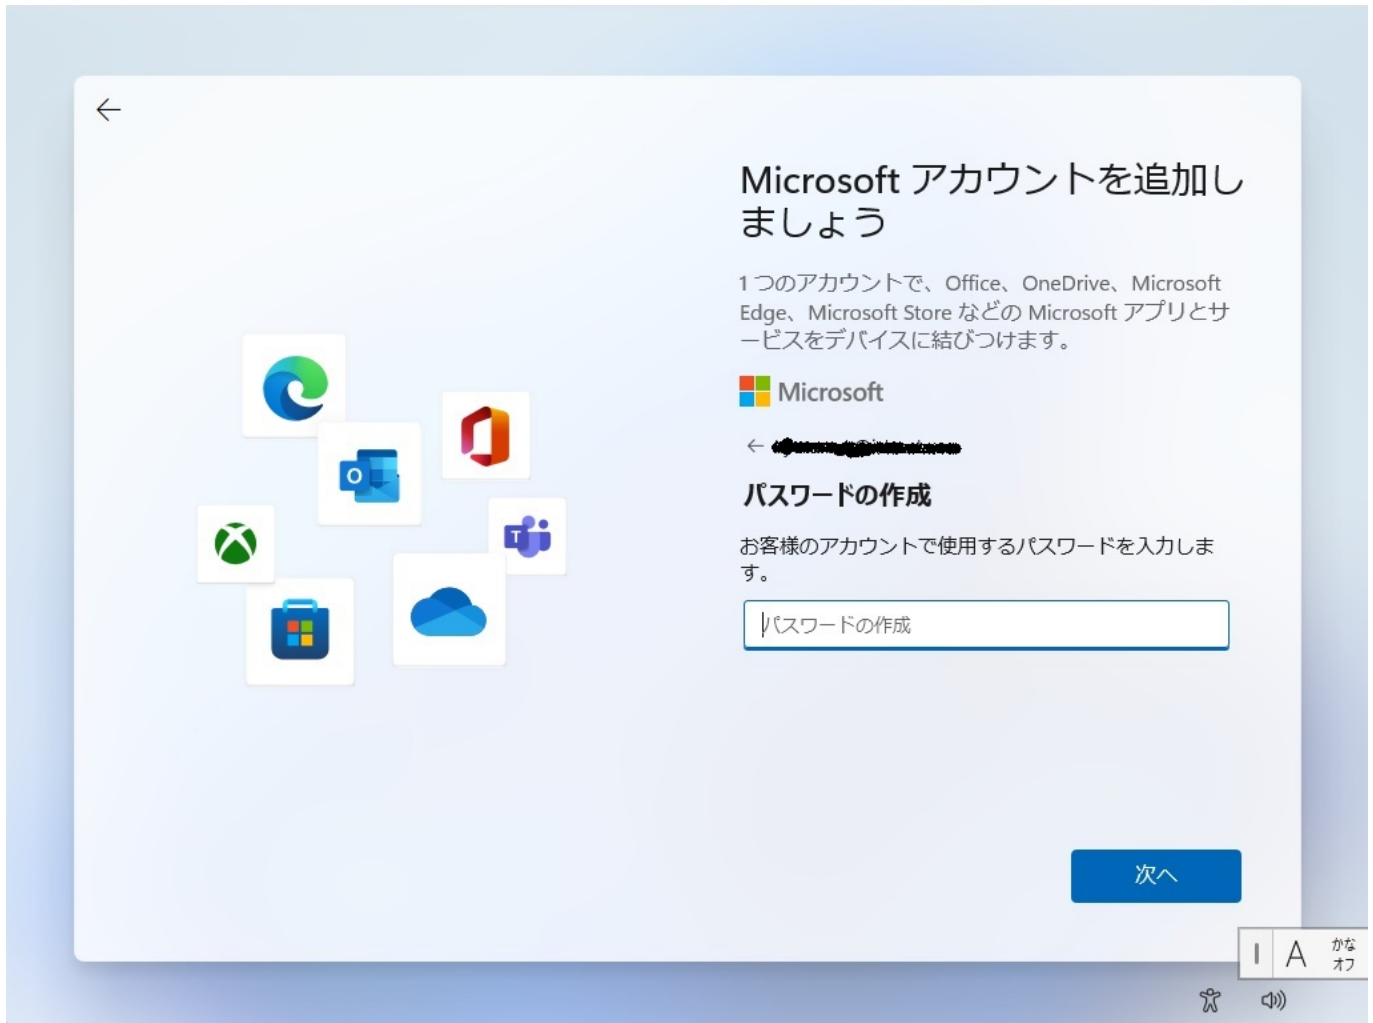 Microsoft アカウントを追加し
ましょう
1 つのアカウントで、Office、OneDrive、Microsoft
Edge、Microsoft Store などの Microsoft アプリとサ
ービスをデバイスに結びつけます。
Microsoft
パスワードの作成
お客様のアカウントで使用するパスワードを入力しま
す。
パスワードの作成
次へ
A かな
オフ